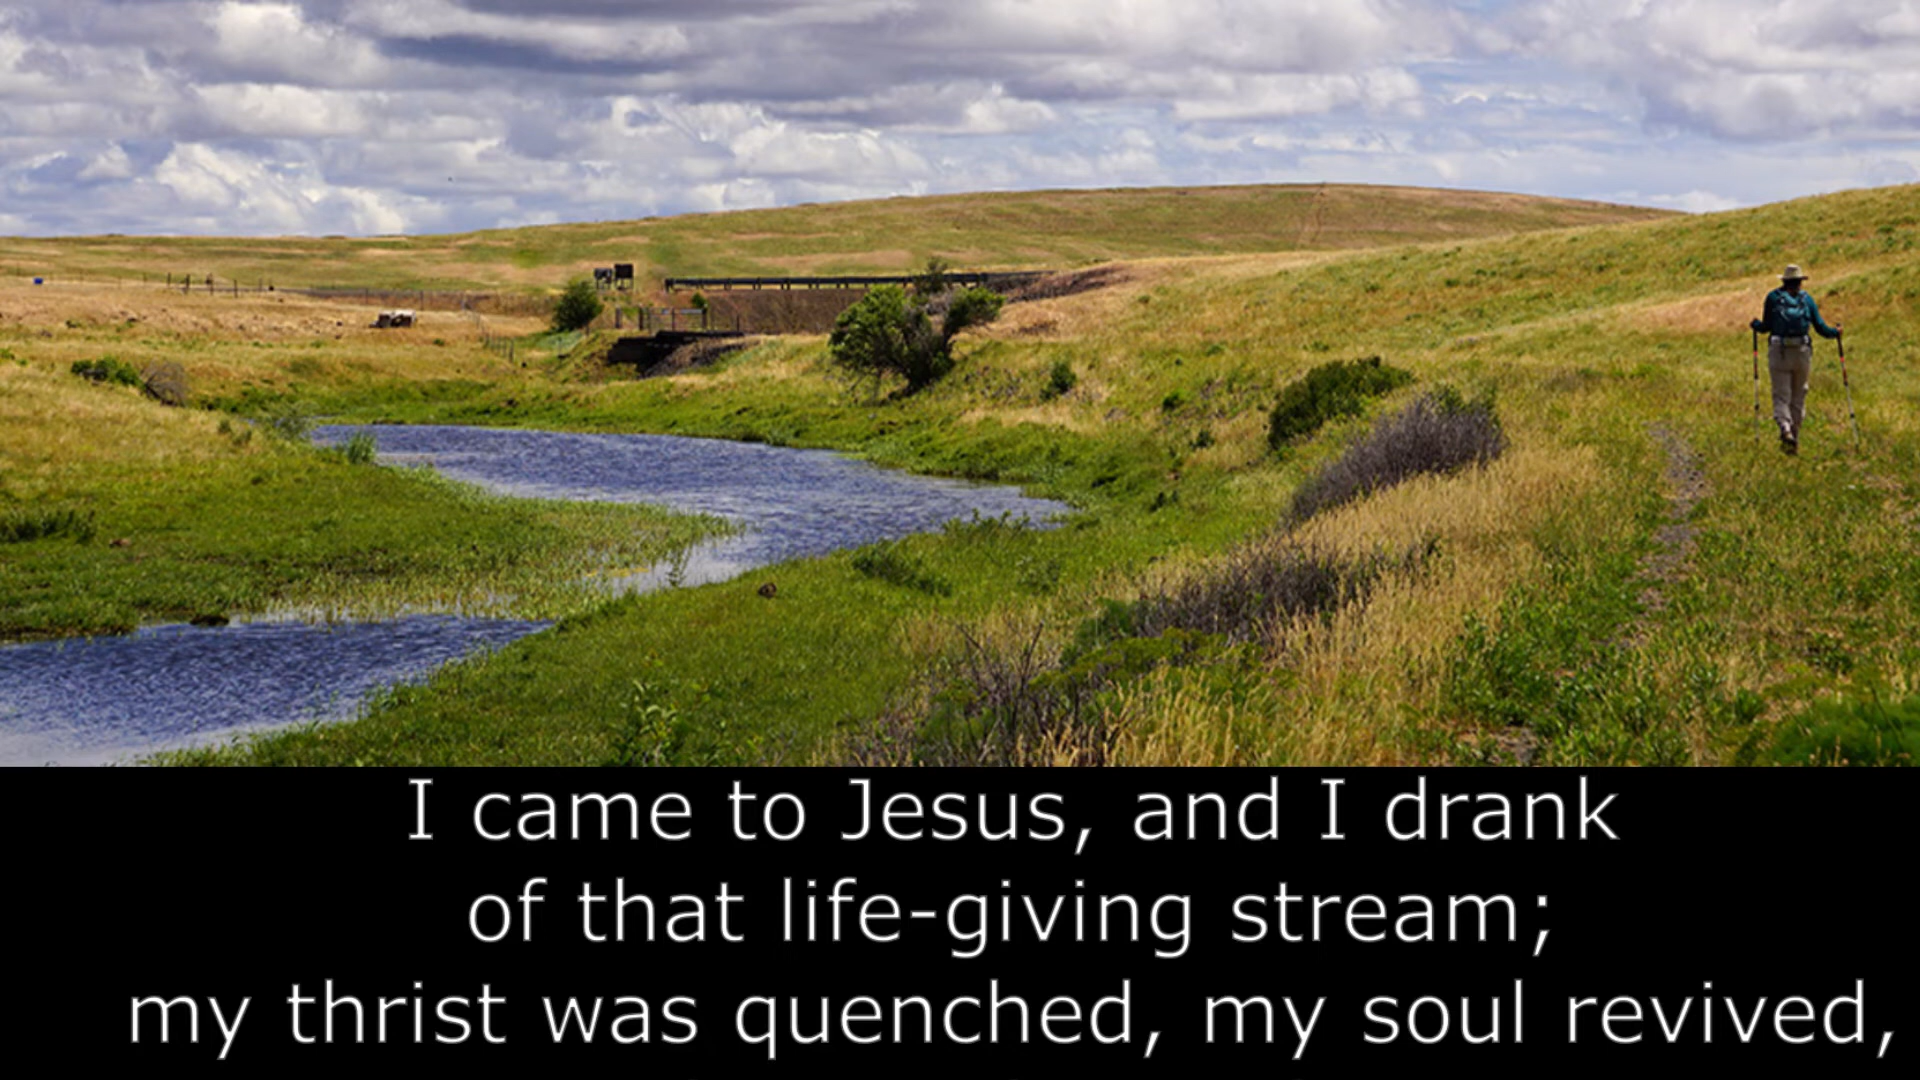 I came to Jesus, and I drank
of that life-giving stream;
my thrist was quenched, my soul revived,